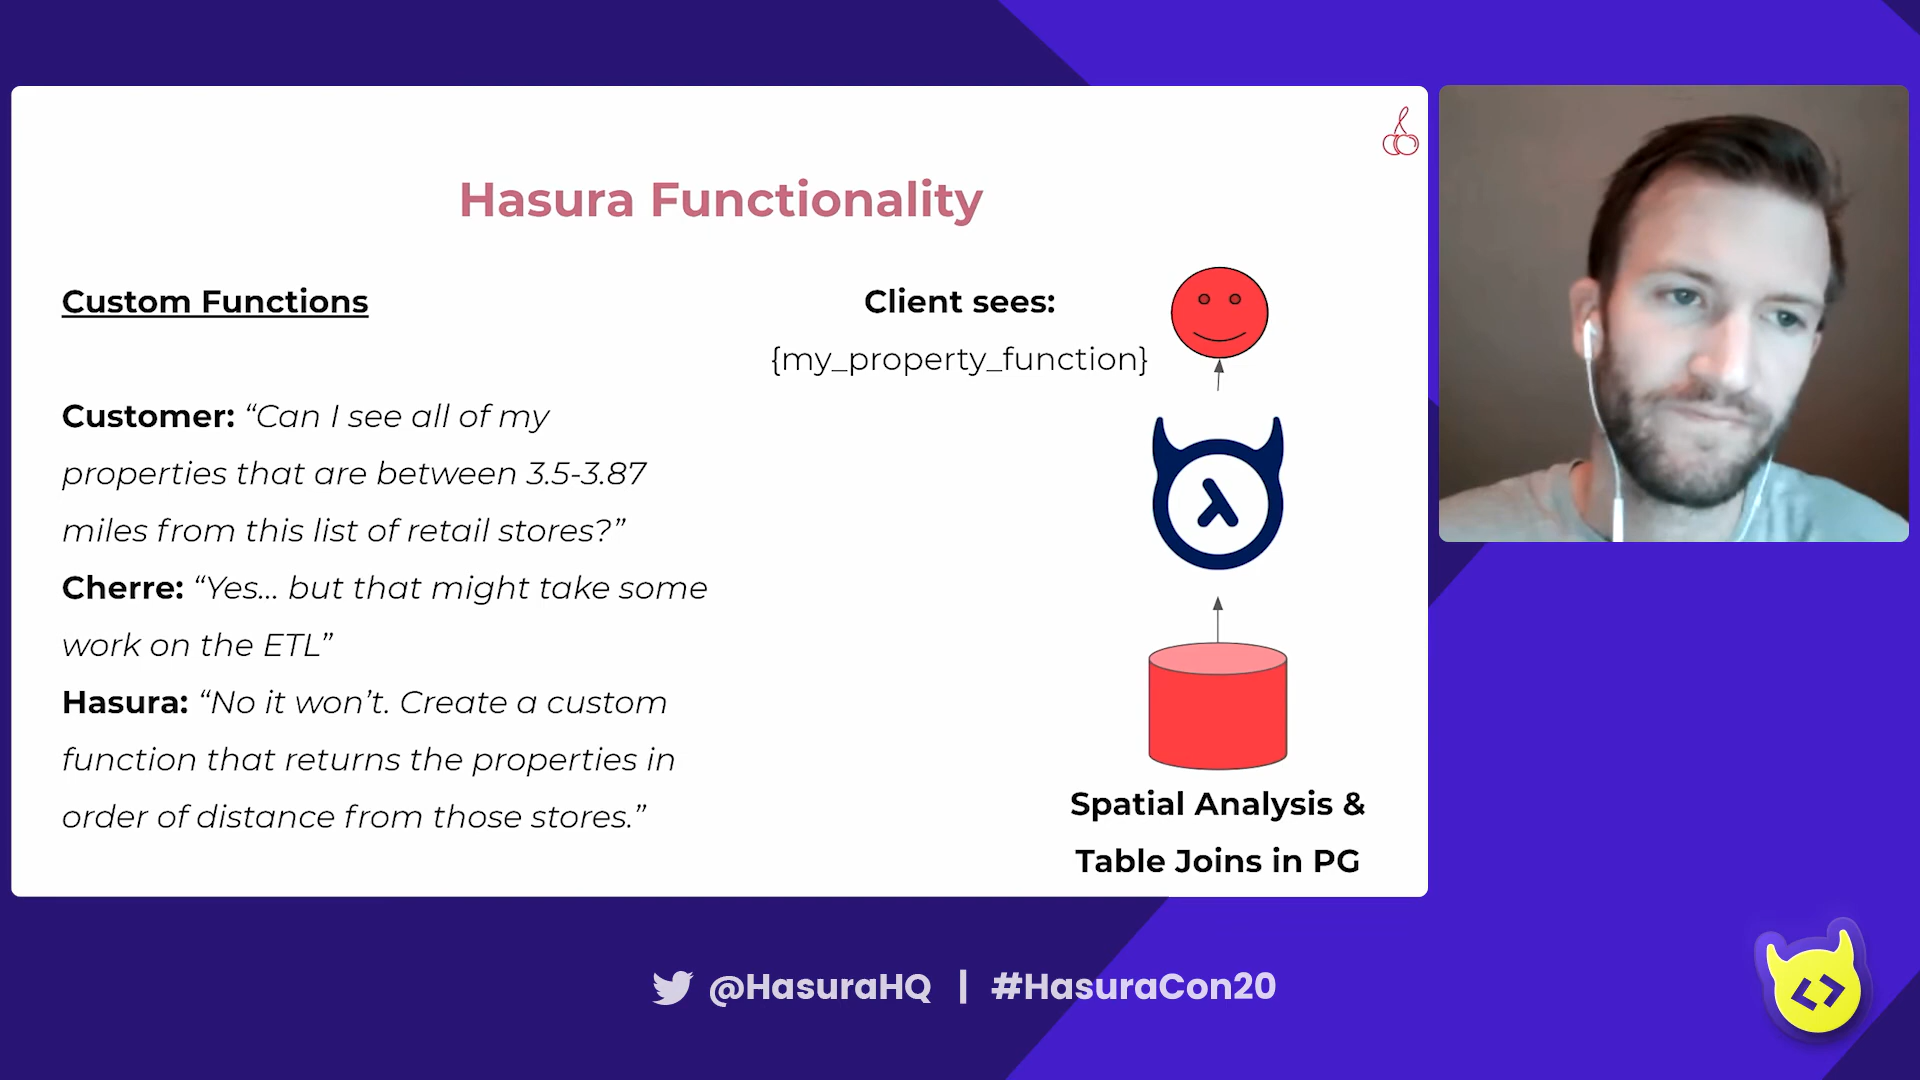 Hasura Functionality
Custom Functions
Customer: “Can I see all of my
properties that are between 3.5-3.87
miles from this list of retail stores?”
Cherre: “Yes... but that might take some
work on the ETL”
Hasura: “No it won’t. Create a custom
function that returns the properties in
order of distance from those stores.”
Client sees:
{my_property_function}
Spatial Analysis &
Table Joins in PG
@HasuraHQ | #HasuraCon20